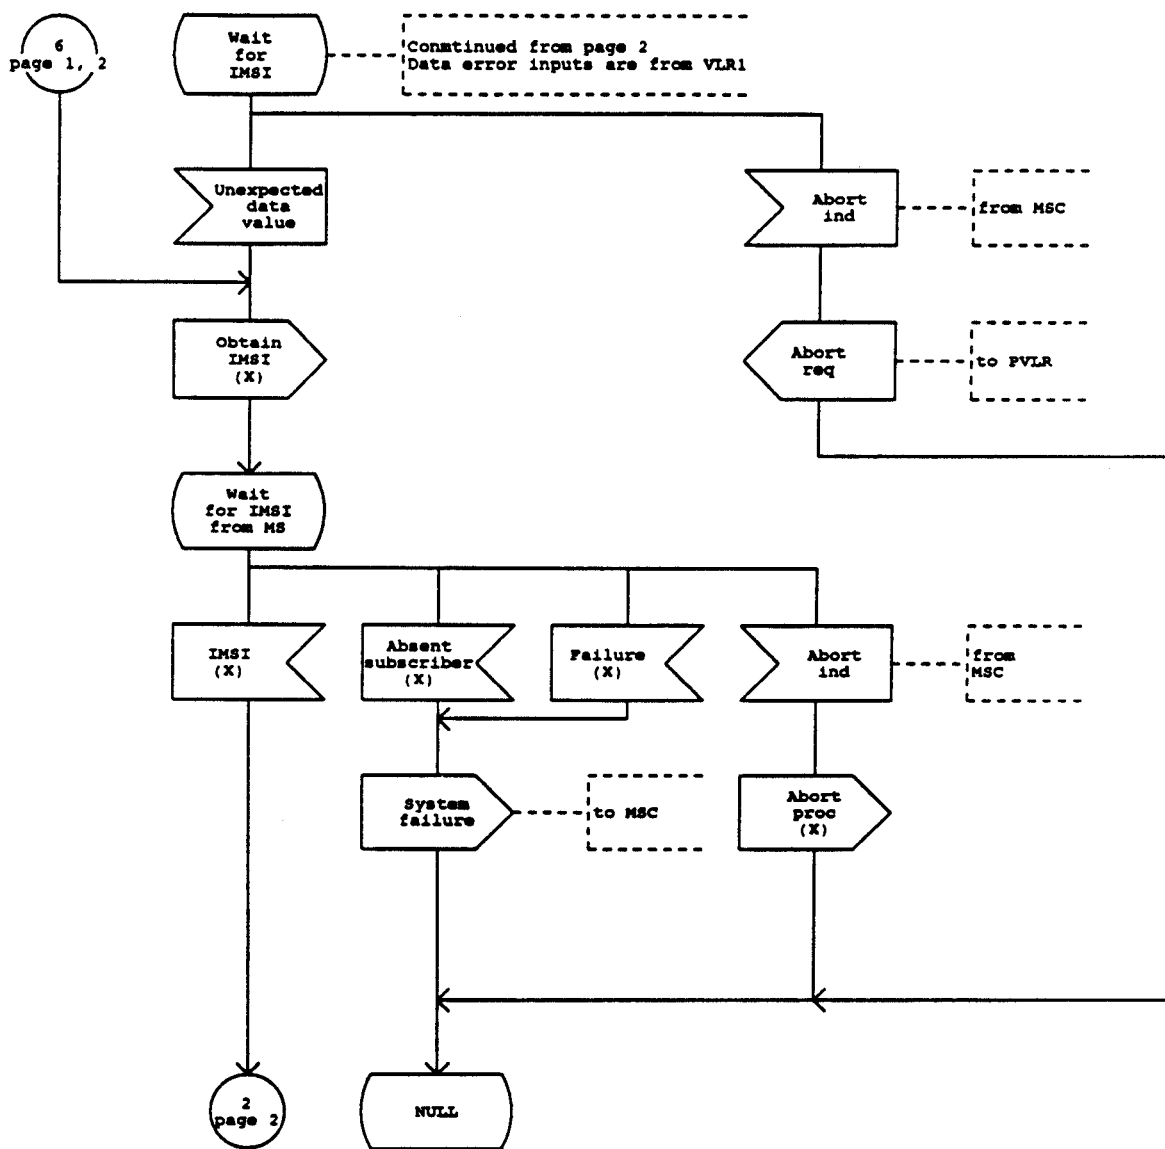 6
page 1, 2
Wait
for
IMSI
Conmtinued from page 2
Data error inputs are from VLR1
Unexpected
data
value
Abort
ind
from MSC
Obtain
IMSI
(X)
Abort
req
to PVLR
Wait
for IMSI
from MS
IMSI
(X)
Absent
subscriber
(X)
Failure
(X)
Abort
ind
from
MSC
System
failure
to MSC
Abort
proc
(X)
2
page 2
NULL